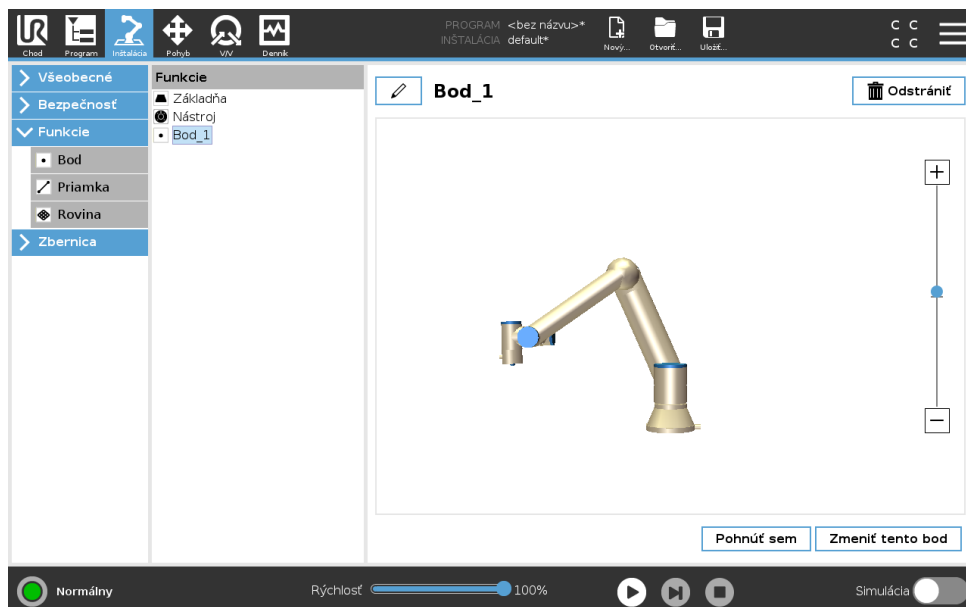 PROGRAM <bez názvu>*
INŠTALÁCIA default*
Chod Program Inštalácia Pohyb V/V Denník Nový... Otvoriť... Uložiť...
C C
C C
Všeobecné
Bezpečnosť
Funkcie
Bod
Priamka
Rovina
Zbernica
Funkcie
Základňa
Nástroj
Bod_1
Bod_1
Odstrániť
Pohnúť sem
Zmeniť tento bod
Normálny
Rýchlosť 100%
Simulácia